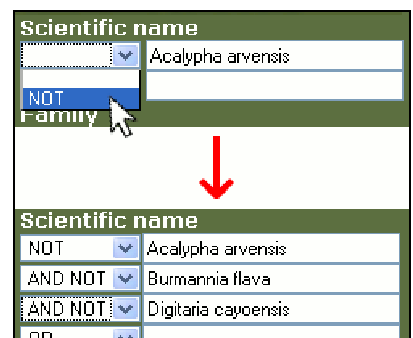 Scientific name
Acalypha arvensis
NOT
Family
Scientific name
NOT Acalypha arvensis
AND NOT Burmannia flava
AND NOT Digitaria cayoensis
OR